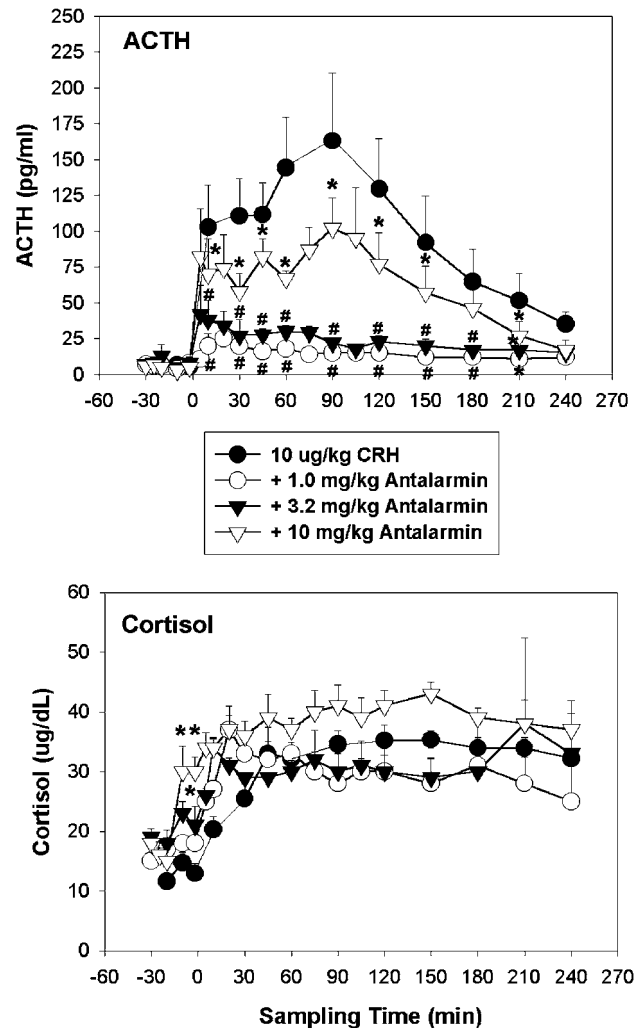 ACTH
ACTH (pg/ml)
250
225
200
175
150
125
100
75
50
25
0
* * * * * * * *
# # # # # # # # *
# # # # # # # # *
-60 -30 0 30 60 90 120 150 180 210 240 270
10 ug/kg CRH
+ 1.0 mg/kg Antalarmin
+ 3.2 mg/kg Antalarmin
+ 10 mg/kg Antalarmin
Cortisol
Cortisol (ug/dL)
60
50
40
30
20
10
0
* *
*
-60 -30 0 30 60 90 120 150 180 210 240 270
Sampling Time (min)